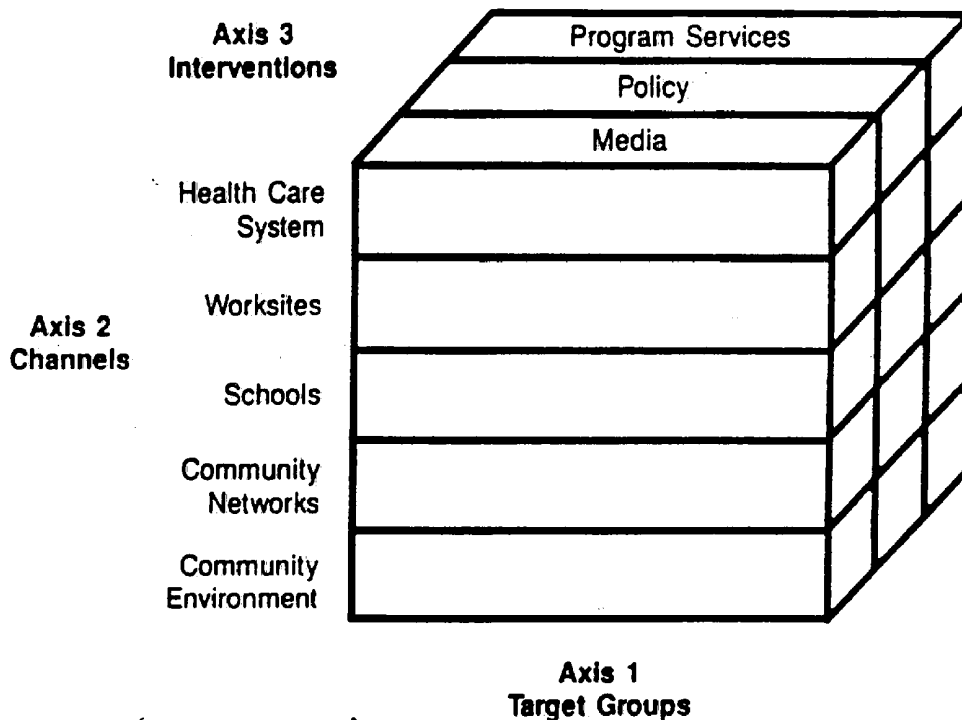 Axis 3
Interventions
Program Services
Policy
Media
Health Care
System
Worksites
Axis 2
Channels
Schools
Community
Networks
Community
Environment
Axis 1
Target Groups